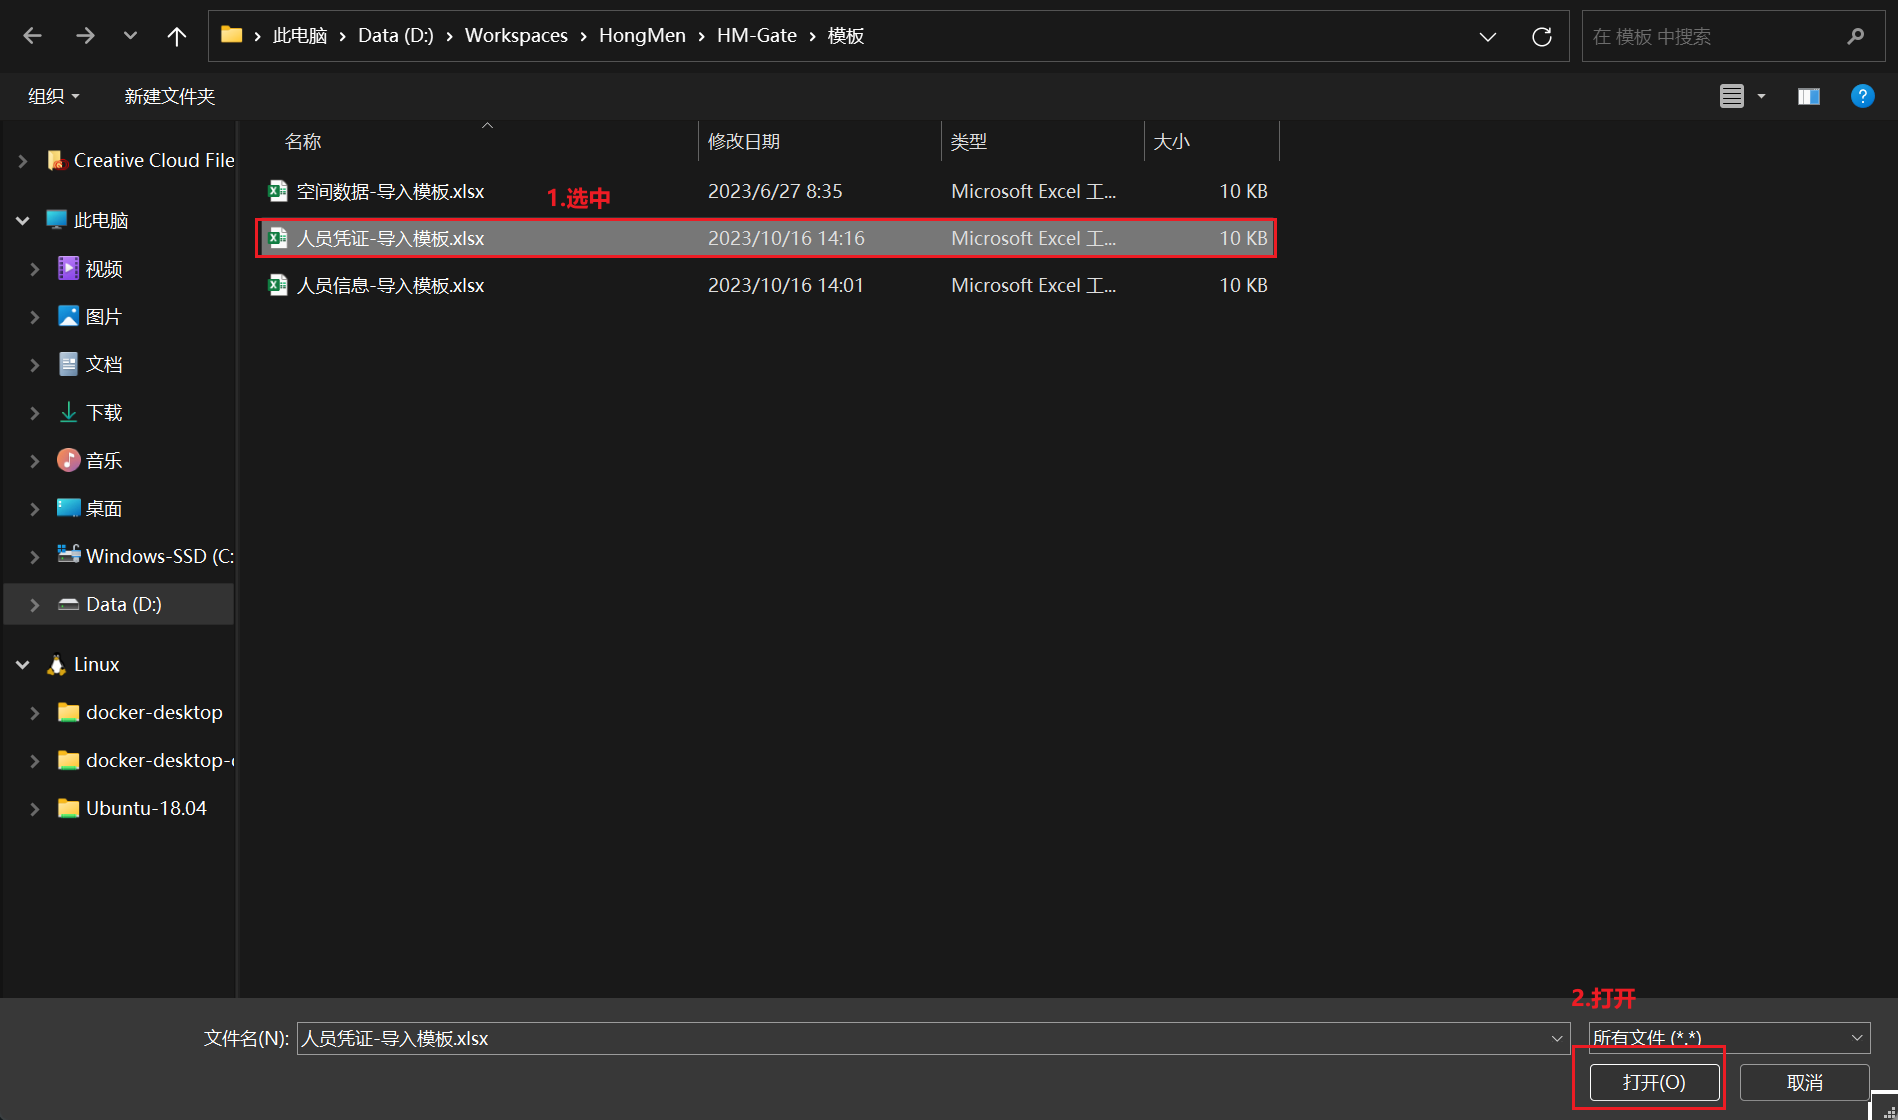 此电脑 › Data (D:) › Workspaces › HongMen › HM-Gate › 模板
在 模板 中搜索
组织
新建文件夹
?
名称 修改日期 类型 大小
空间数据-导入模板.xlsx 2023/6/27 8:35 Microsoft Excel 工... 10 KB
1.选中
人员凭证-导入模板.xlsx 2023/10/16 14:16 Microsoft Excel 工... 10 KB
人员信息-导入模板.xlsx 2023/10/16 14:01 Microsoft Excel 工... 10 KB
Creative Cloud File
此电脑
视频
图片
文档
下载
音乐
桌面
Windows-SSD (C:
Data (D:)
Linux
docker-desktop
docker-desktop-
Ubuntu-18.04
2.打开
文件名(N): 人员凭证-导入模板.xlsx
所有文件 (*.*)
打开(O)
取消